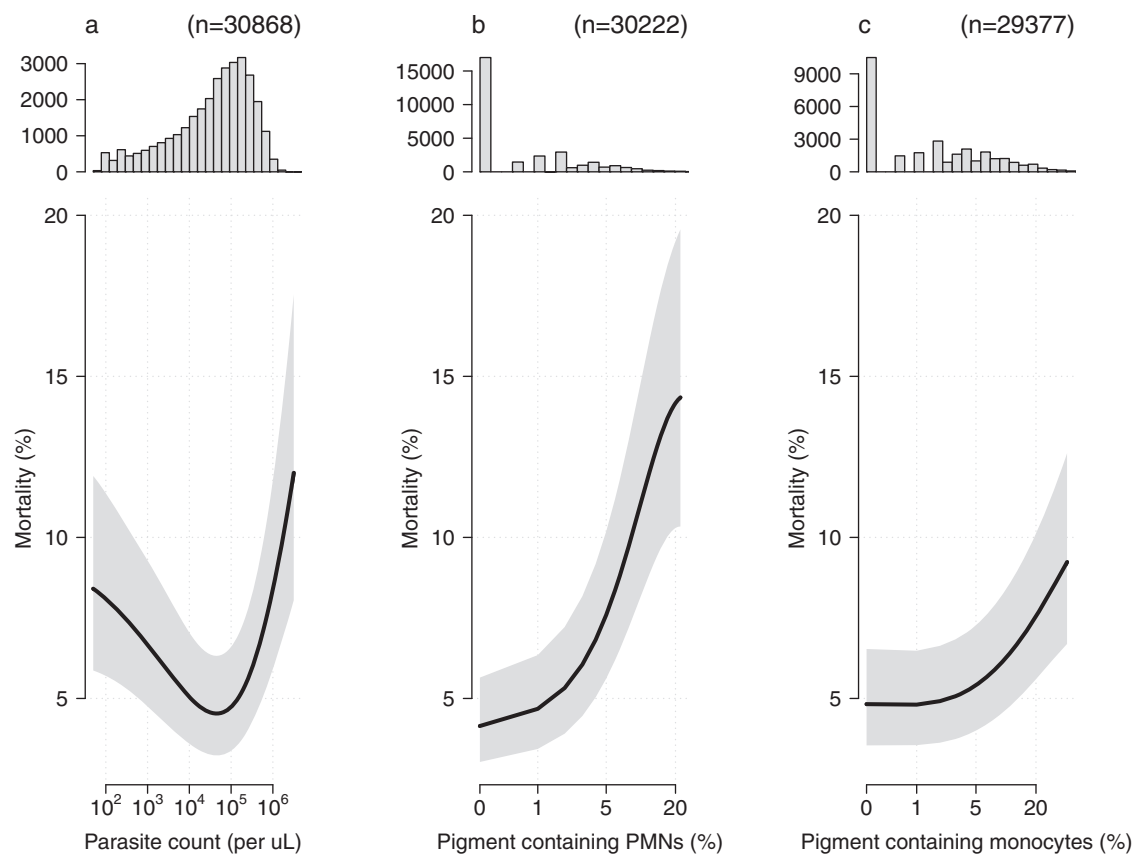 a (n=30868)
3000
2000
1000
0
20
15
10
5
Mortality (%)
10² 10³ 10⁴ 10⁵ 10⁶
Parasite count (per uL)
b (n=30222)
15000
10000
5000
0
20
15
10
5
Mortality (%)
0 1 5 20
Pigment containing PMNs (%)
c (n=29377)
9000
6000
3000
0
20
15
10
5
Mortality (%)
0 1 5 20
Pigment containing monocytes (%)